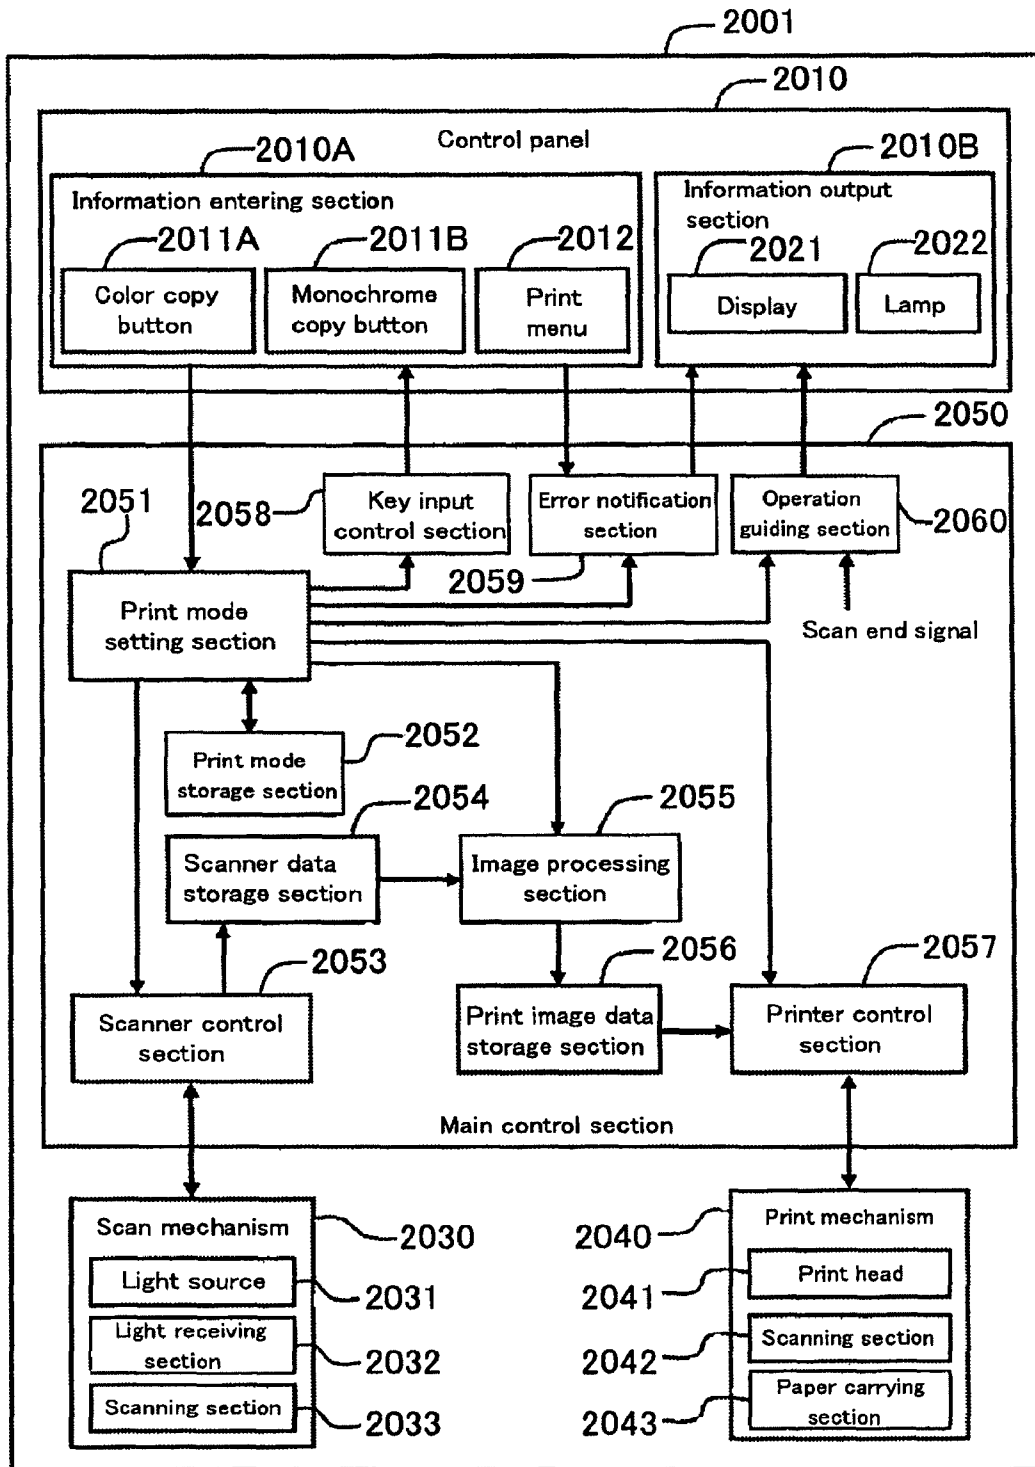 2001
2010
Control panel
2010A
2010B
Information entering section
Information output
section
2011A
2011B
2012
2021
2022
Color copy
button
Monochrome
copy button
Print
menu
Display
Lamp
2050
2051
2058
Key input
control section
Error notification
section
2059
Operation
guiding section
2060
Print mode
setting section
Scan end signal
2052
Print mode
storage section
2054
2055
Scanner data
storage section
Image processing
section
2053
2056
2057
Scanner control
section
Print image data
storage section
Printer control
section
Main control section
Scan mechanism
2030
Light source
2031
Light receiving
section
2032
Scanning section
2033
2040
Print mechanism
2041
Print head
2042
Scanning section
2043
Paper carrying
section